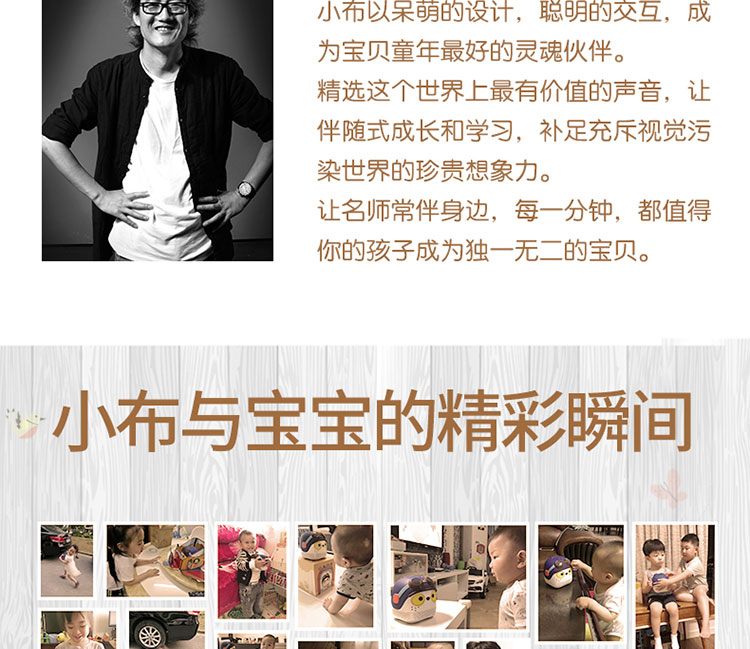 小布以呆萌的设计，聪明的交互，成
为宝贝童年最好的灵魂伙伴。
精选这个世界上最有价值的声音，让
伴随式成长和学习，补足充斥视觉污
染世界的珍贵想象力。
让名师常伴身边，每一分钟，都值得
你的孩子成为独一无二的宝贝。
小布与宝宝的精彩瞬间